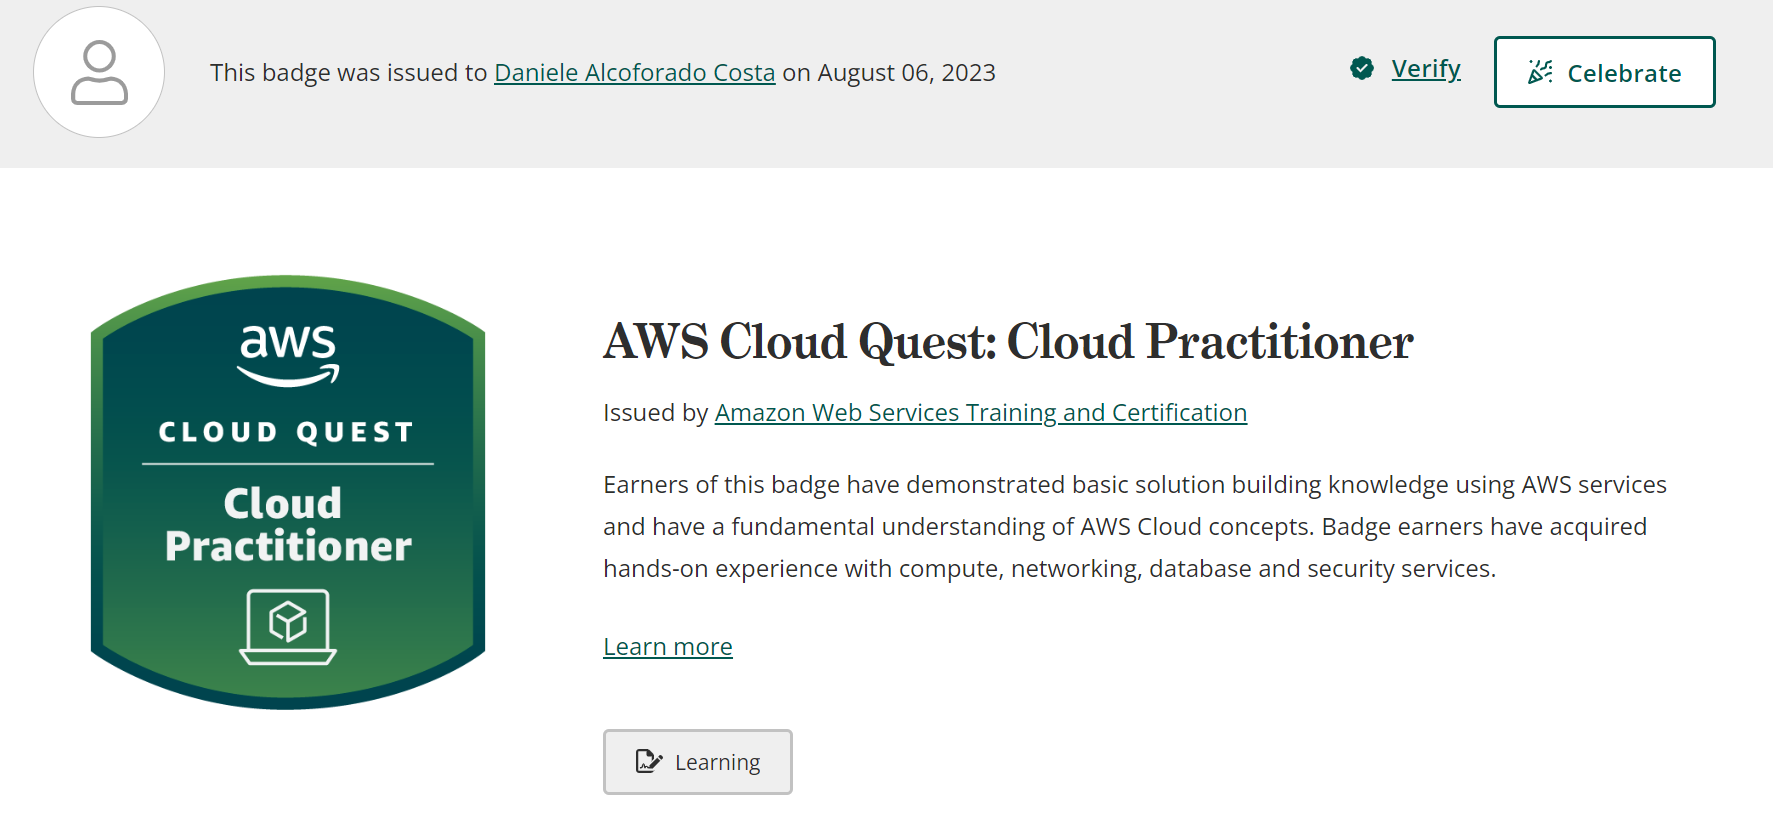 This badge was issued to Daniele Alcoforado Costa on August 06, 2023
Verify
Celebrate
aws
CLOUD QUEST
Cloud
Practitioner
AWS Cloud Quest: Cloud Practitioner
Issued by Amazon Web Services Training and Certification
Earners of this badge have demonstrated basic solution building knowledge using AWS services
and have a fundamental understanding of AWS Cloud concepts. Badge earners have acquired
hands-on experience with compute, networking, database and security services.
Learn more
Learning